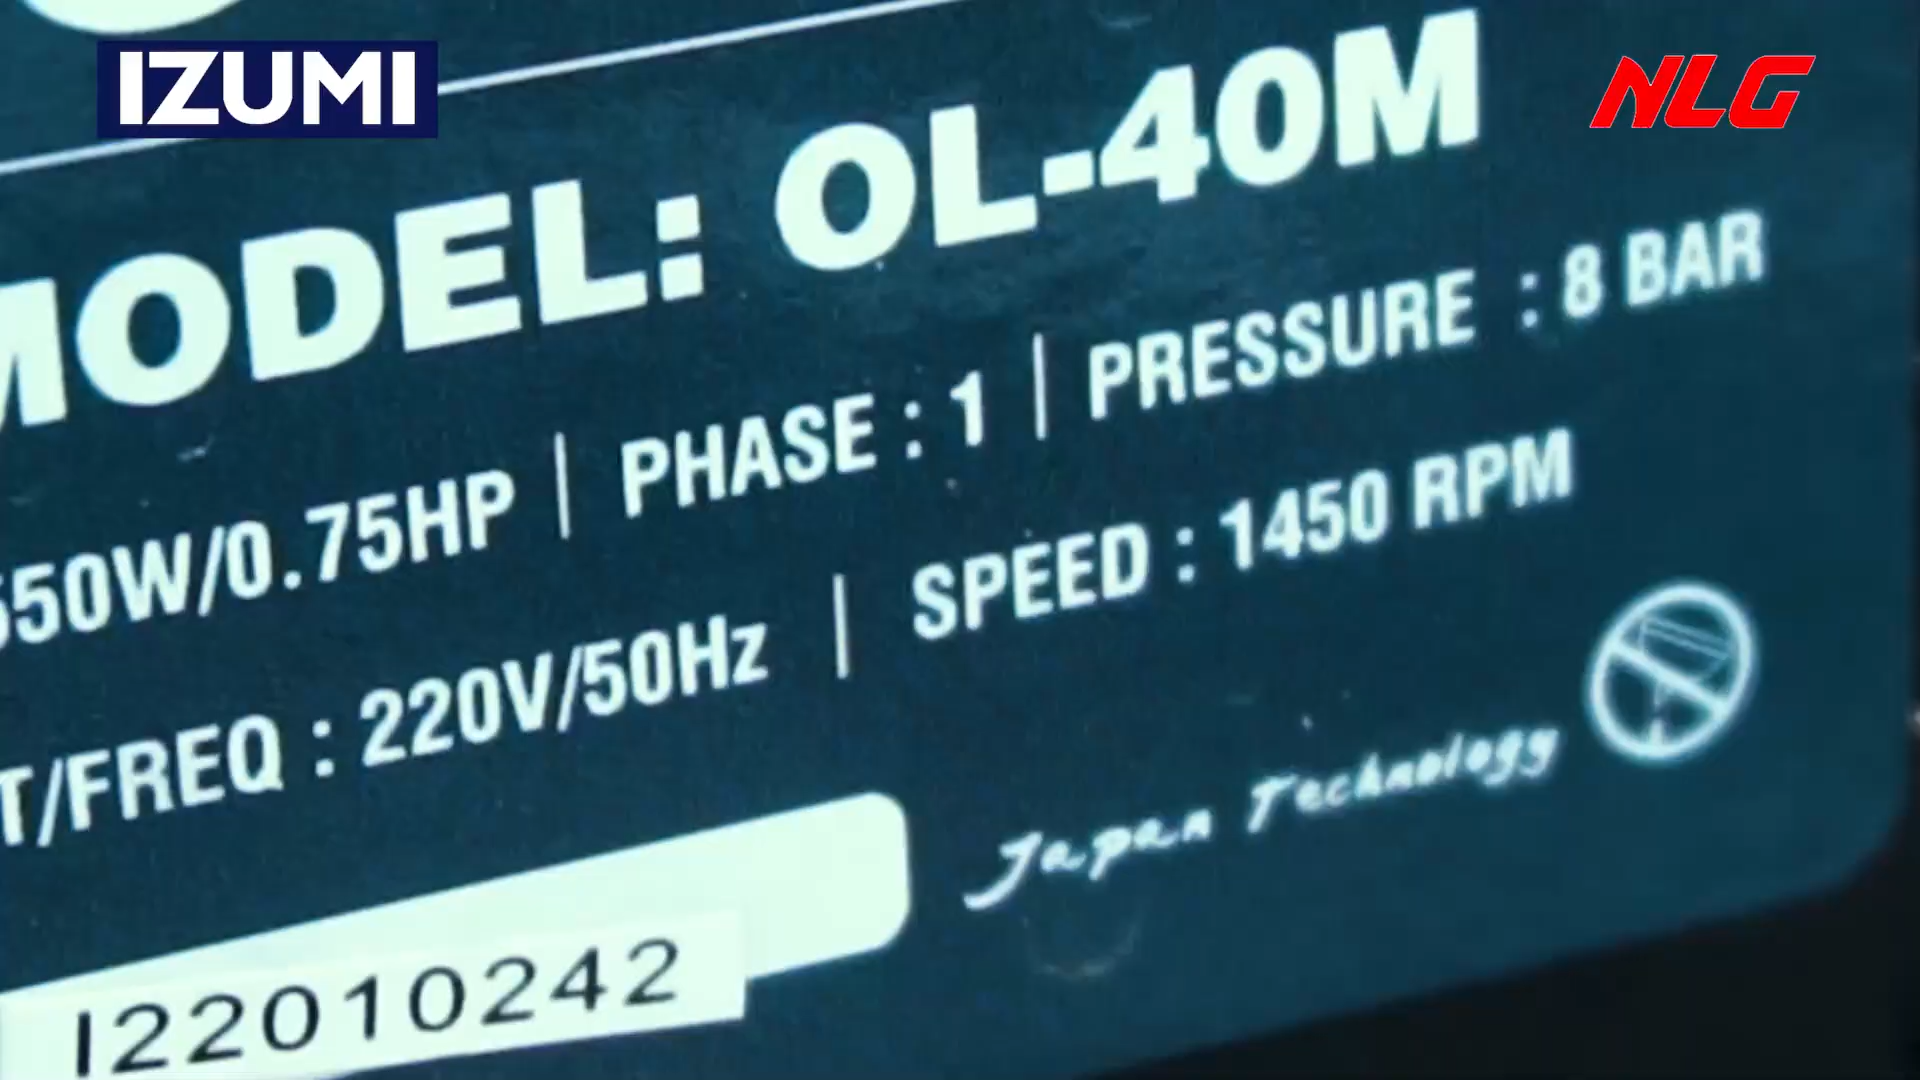 IZUMI
NLG
MODEL: OL-40M
550W/0.75HP | PHASE : 1 | PRESSURE : 8 BAR
T/FREQ : 220V/50Hz | SPEED : 1450 RPM
Japan Technology
I22010242